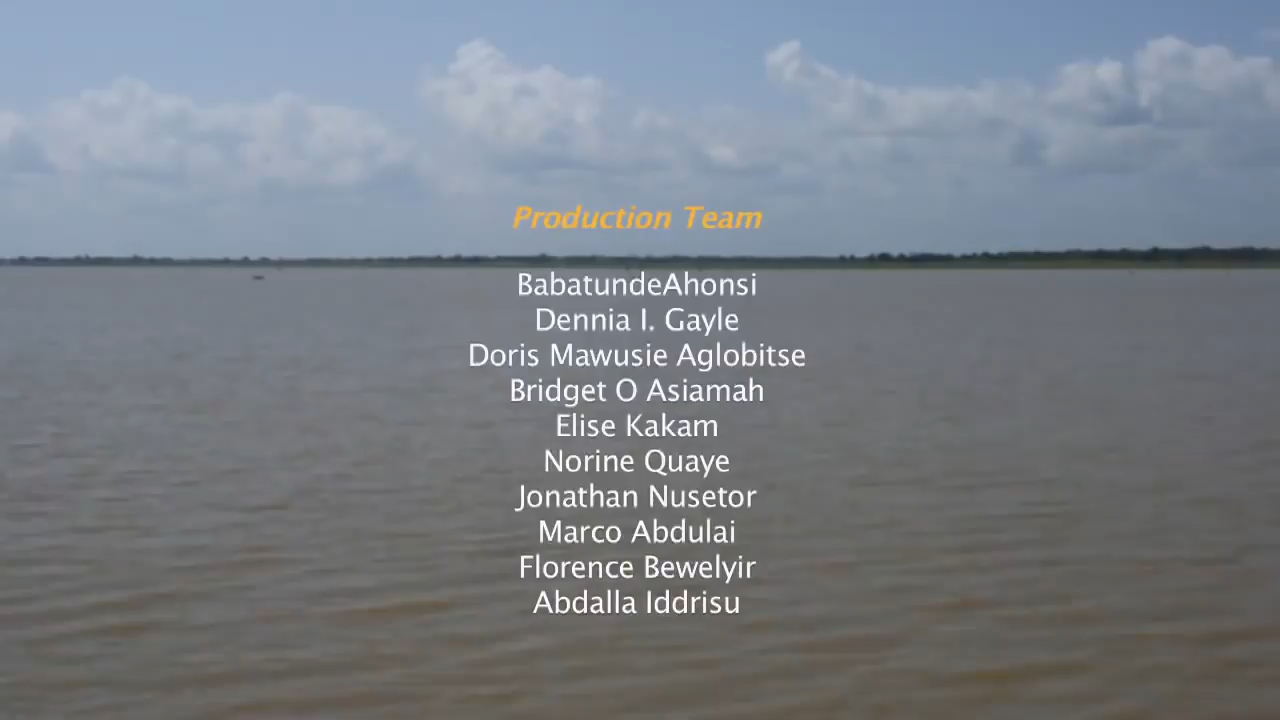 Production Team
BabatundeAhonsi
Dennia I. Gayle
Doris Mawusie Aglobitse
Bridget O Asiamah
Elise Kakam
Norine Quaye
Jonathan Nusetor
Marco Abdulai
Florence Bewelyir
Abdalla Iddrisu